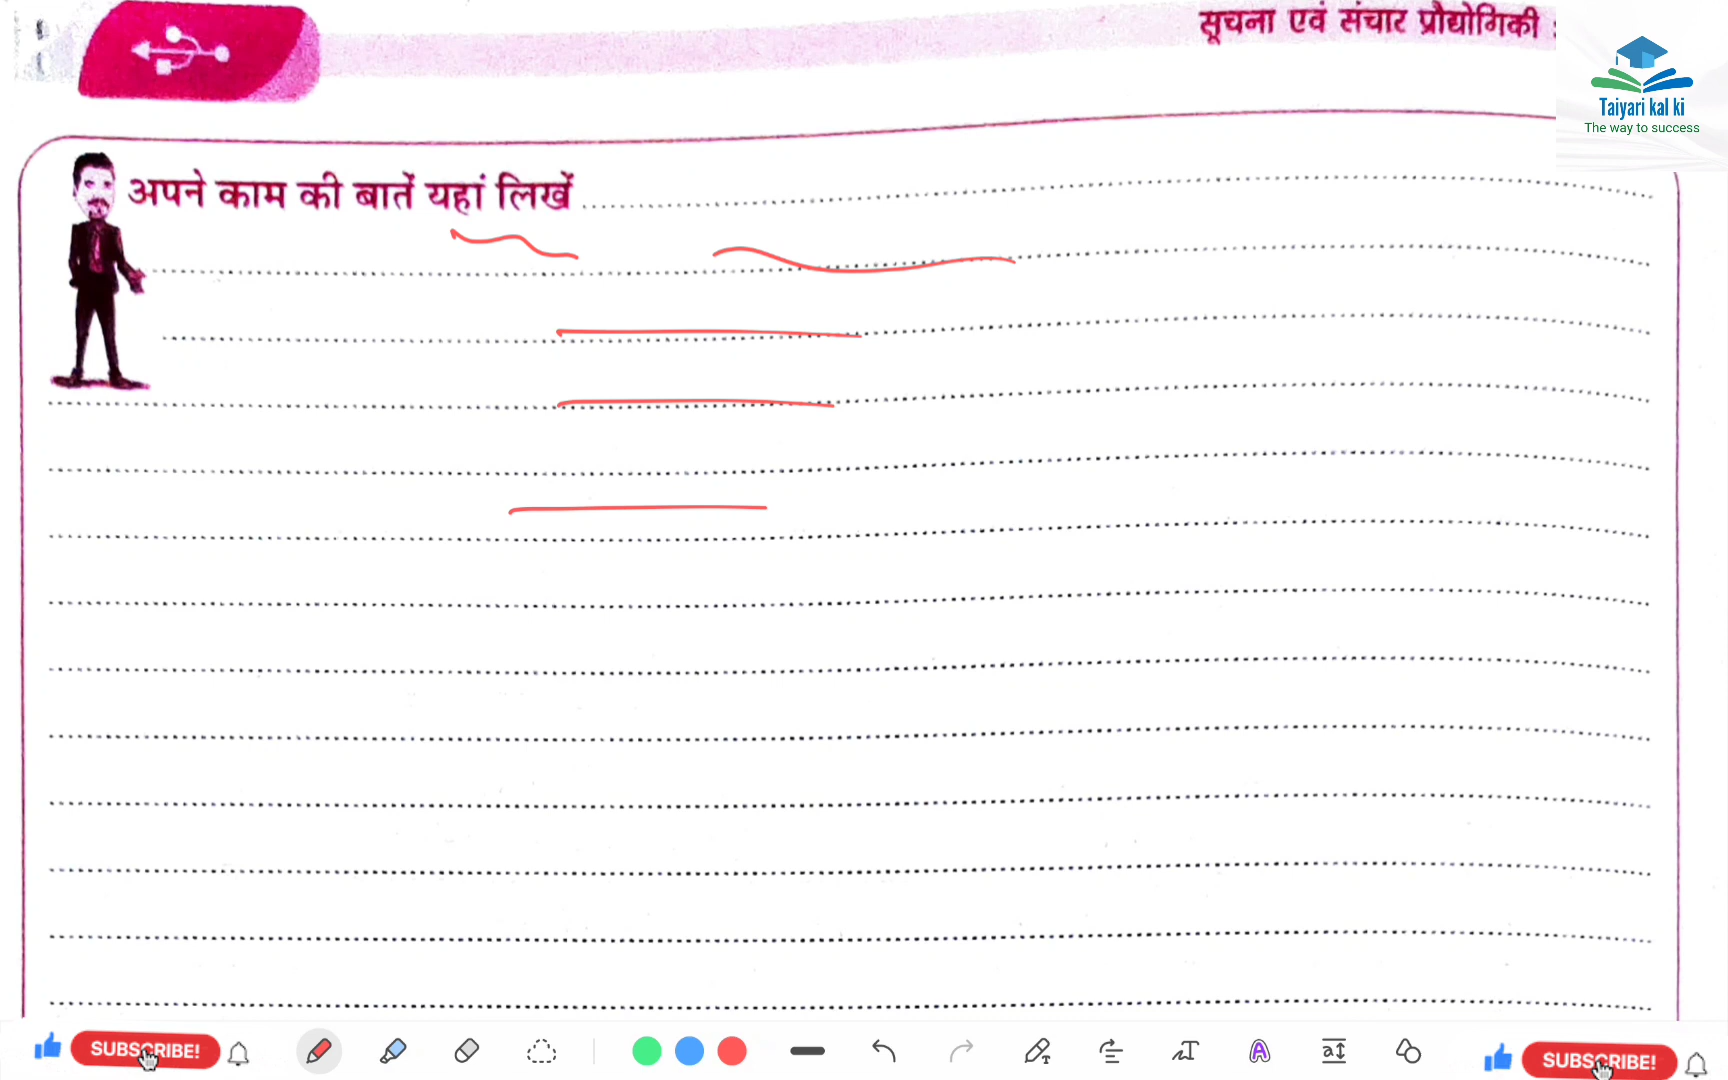 सूचना एवं संचार प्रौद्योगिकी :
Taiyari kal ki
The way to success
अपने काम की बातें यहां लिखें
SUBSCRIBE!
SUBSCRIBE!